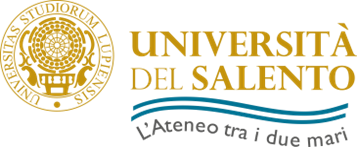 UNIVERSITAS STUDIORUM LUPIENSIS
UNIVERSITÀ
DEL SALENTO
L'Ateneo tra i due mari